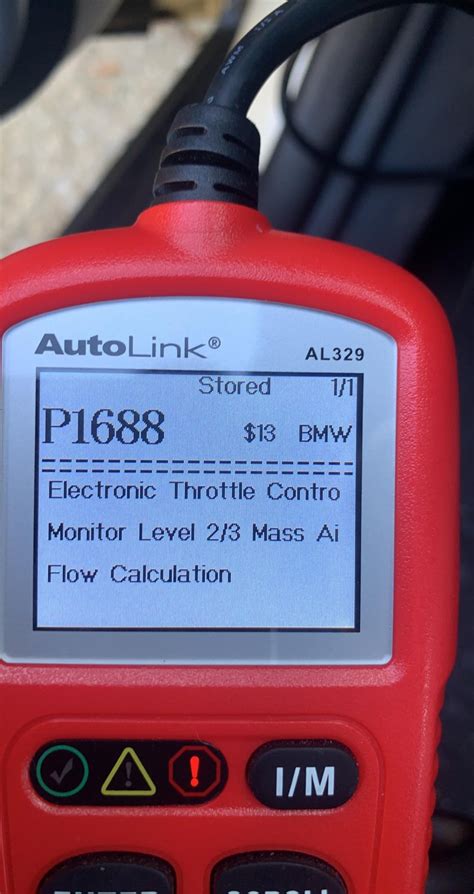 AWM
AutoLink®
AL329
Stored 1/1
P1688 $13 BMW
Electronic Throttle Contro
Monitor Level 2/3 Mass Ai
Flow Calculation
I/M